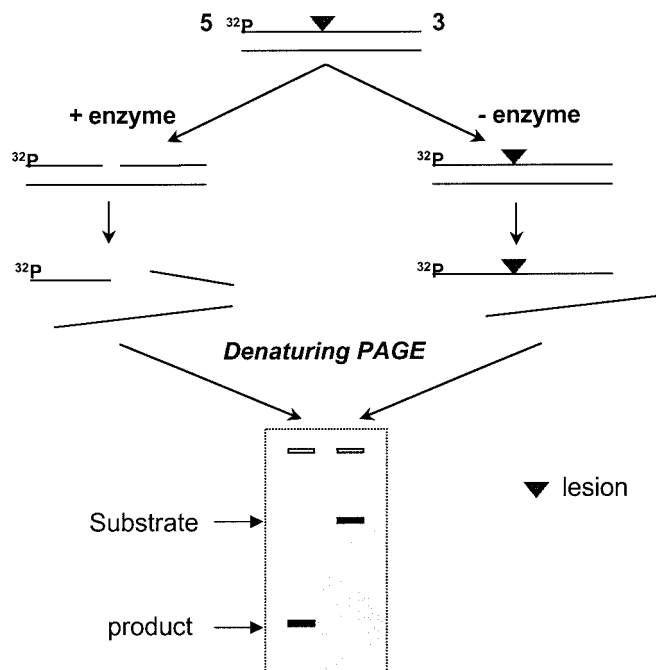 5 ³²P 3
+ enzyme - enzyme
³²P ³²P
³²P ³²P
Denaturing PAGE
lesion
Substrate
product